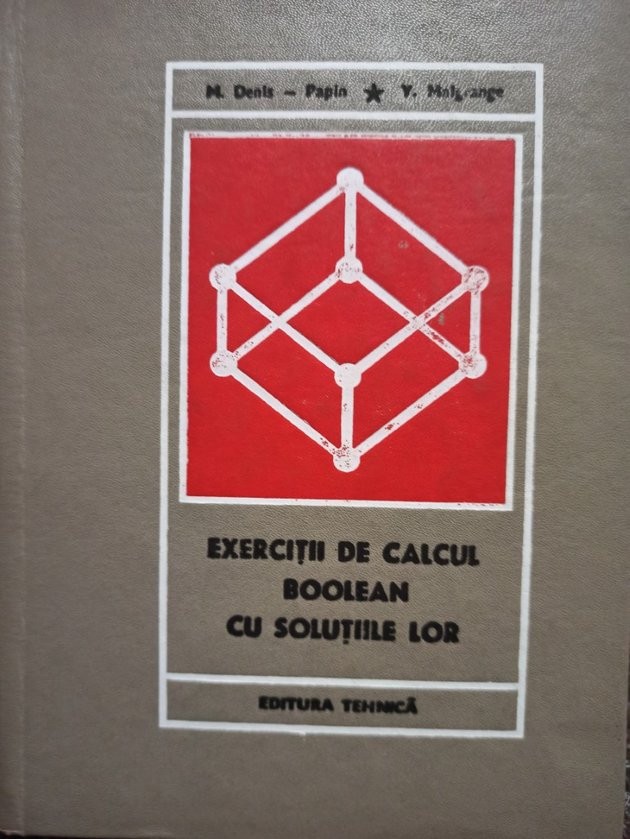 M. Denis - Papin ★ Y. Malgrange
EXERCIȚII DE CALCUL
BOOLEAN
CU SOLUȚIILE LOR
EDITURA TEHNICĂ